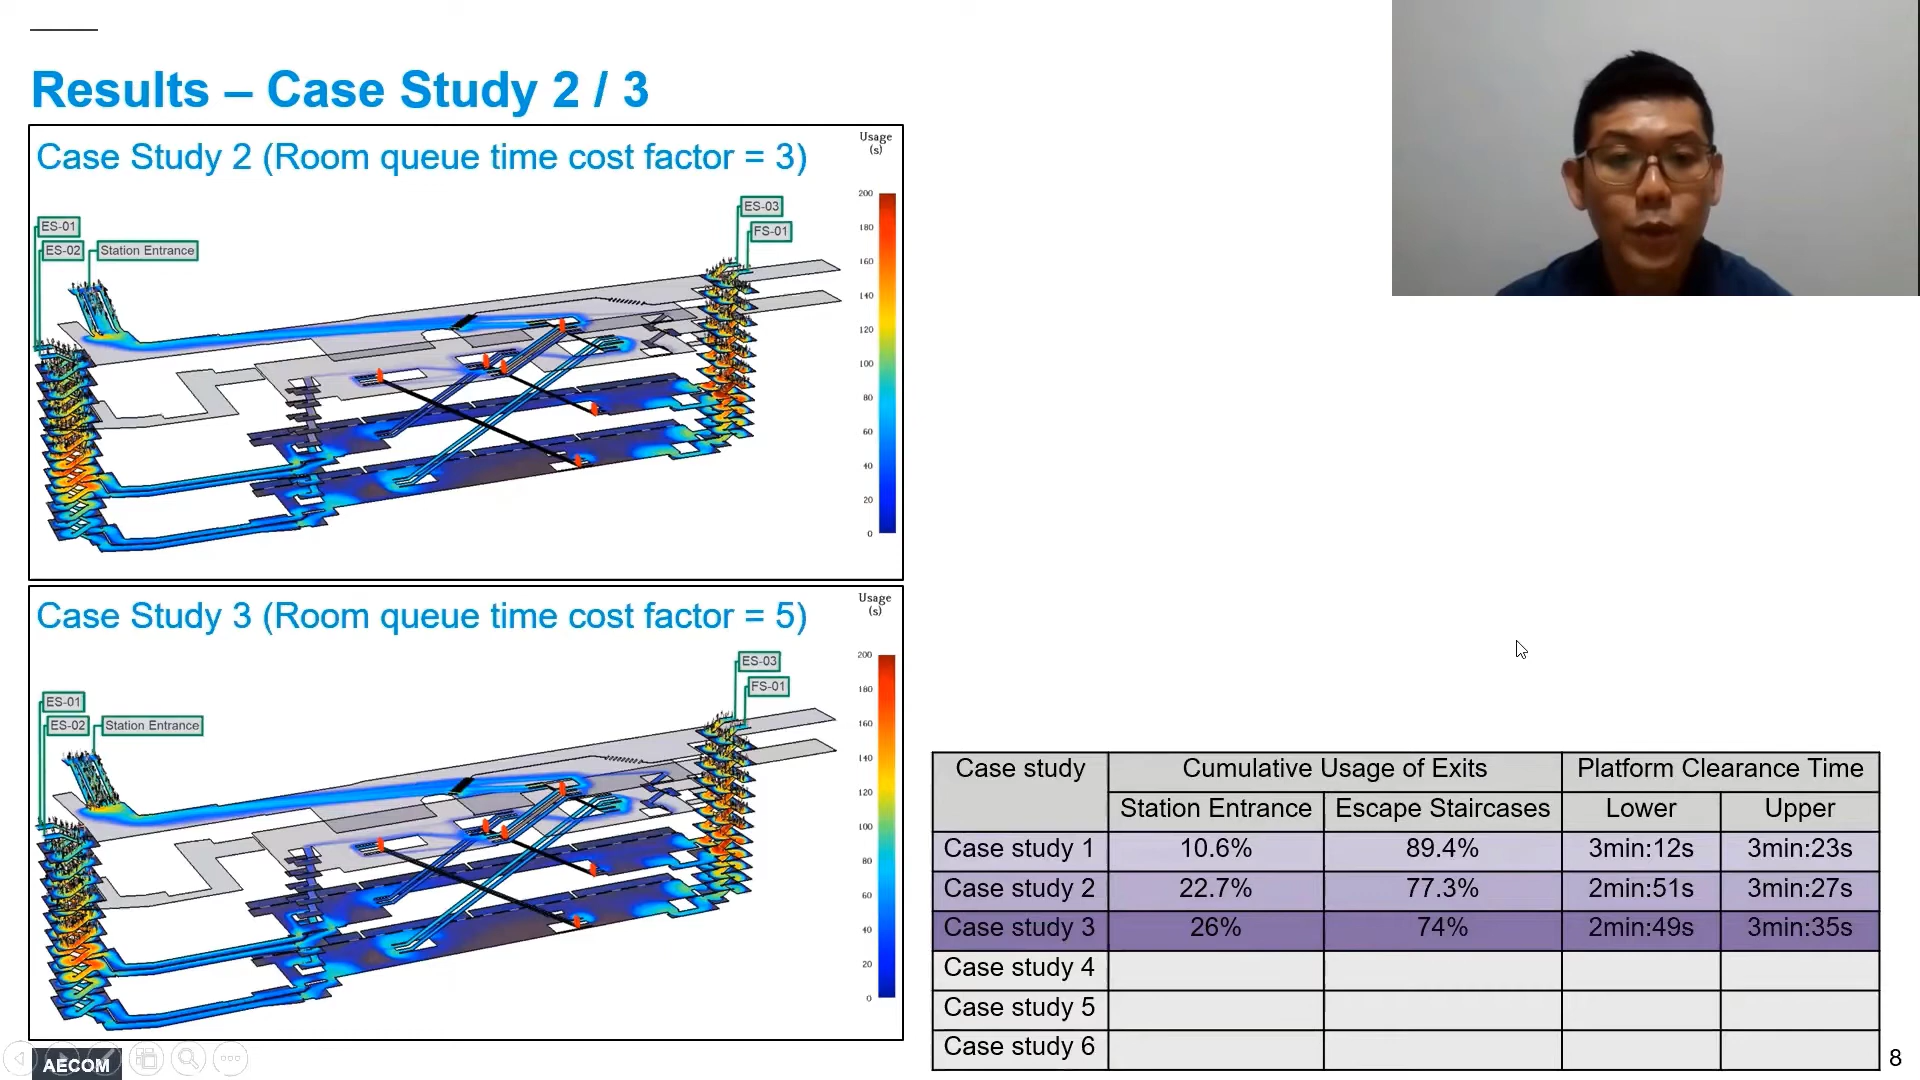 Results – Case Study 2 / 3
Case Study 2 (Room queue time cost factor = 3)
Usage
(s)
200
180
160
140
120
100
80
60
40
20
0
ES-01
ES-02
Station Entrance
ES-03
FS-01
Case Study 3 (Room queue time cost factor = 5)
Usage
(s)
200
180
160
140
120
100
80
60
40
20
0
ES-01
ES-02
Station Entrance
ES-03
FS-01
Case study Cumulative Usage of Exits Platform Clearance Time
Station Entrance Escape Staircases Lower Upper
Case study 1 10.6% 89.4% 3min:12s 3min:23s
Case study 2 22.7% 77.3% 2min:51s 3min:27s
Case study 3 26% 74% 2min:49s 3min:35s
Case study 4
Case study 5
Case study 6
AECOM
8